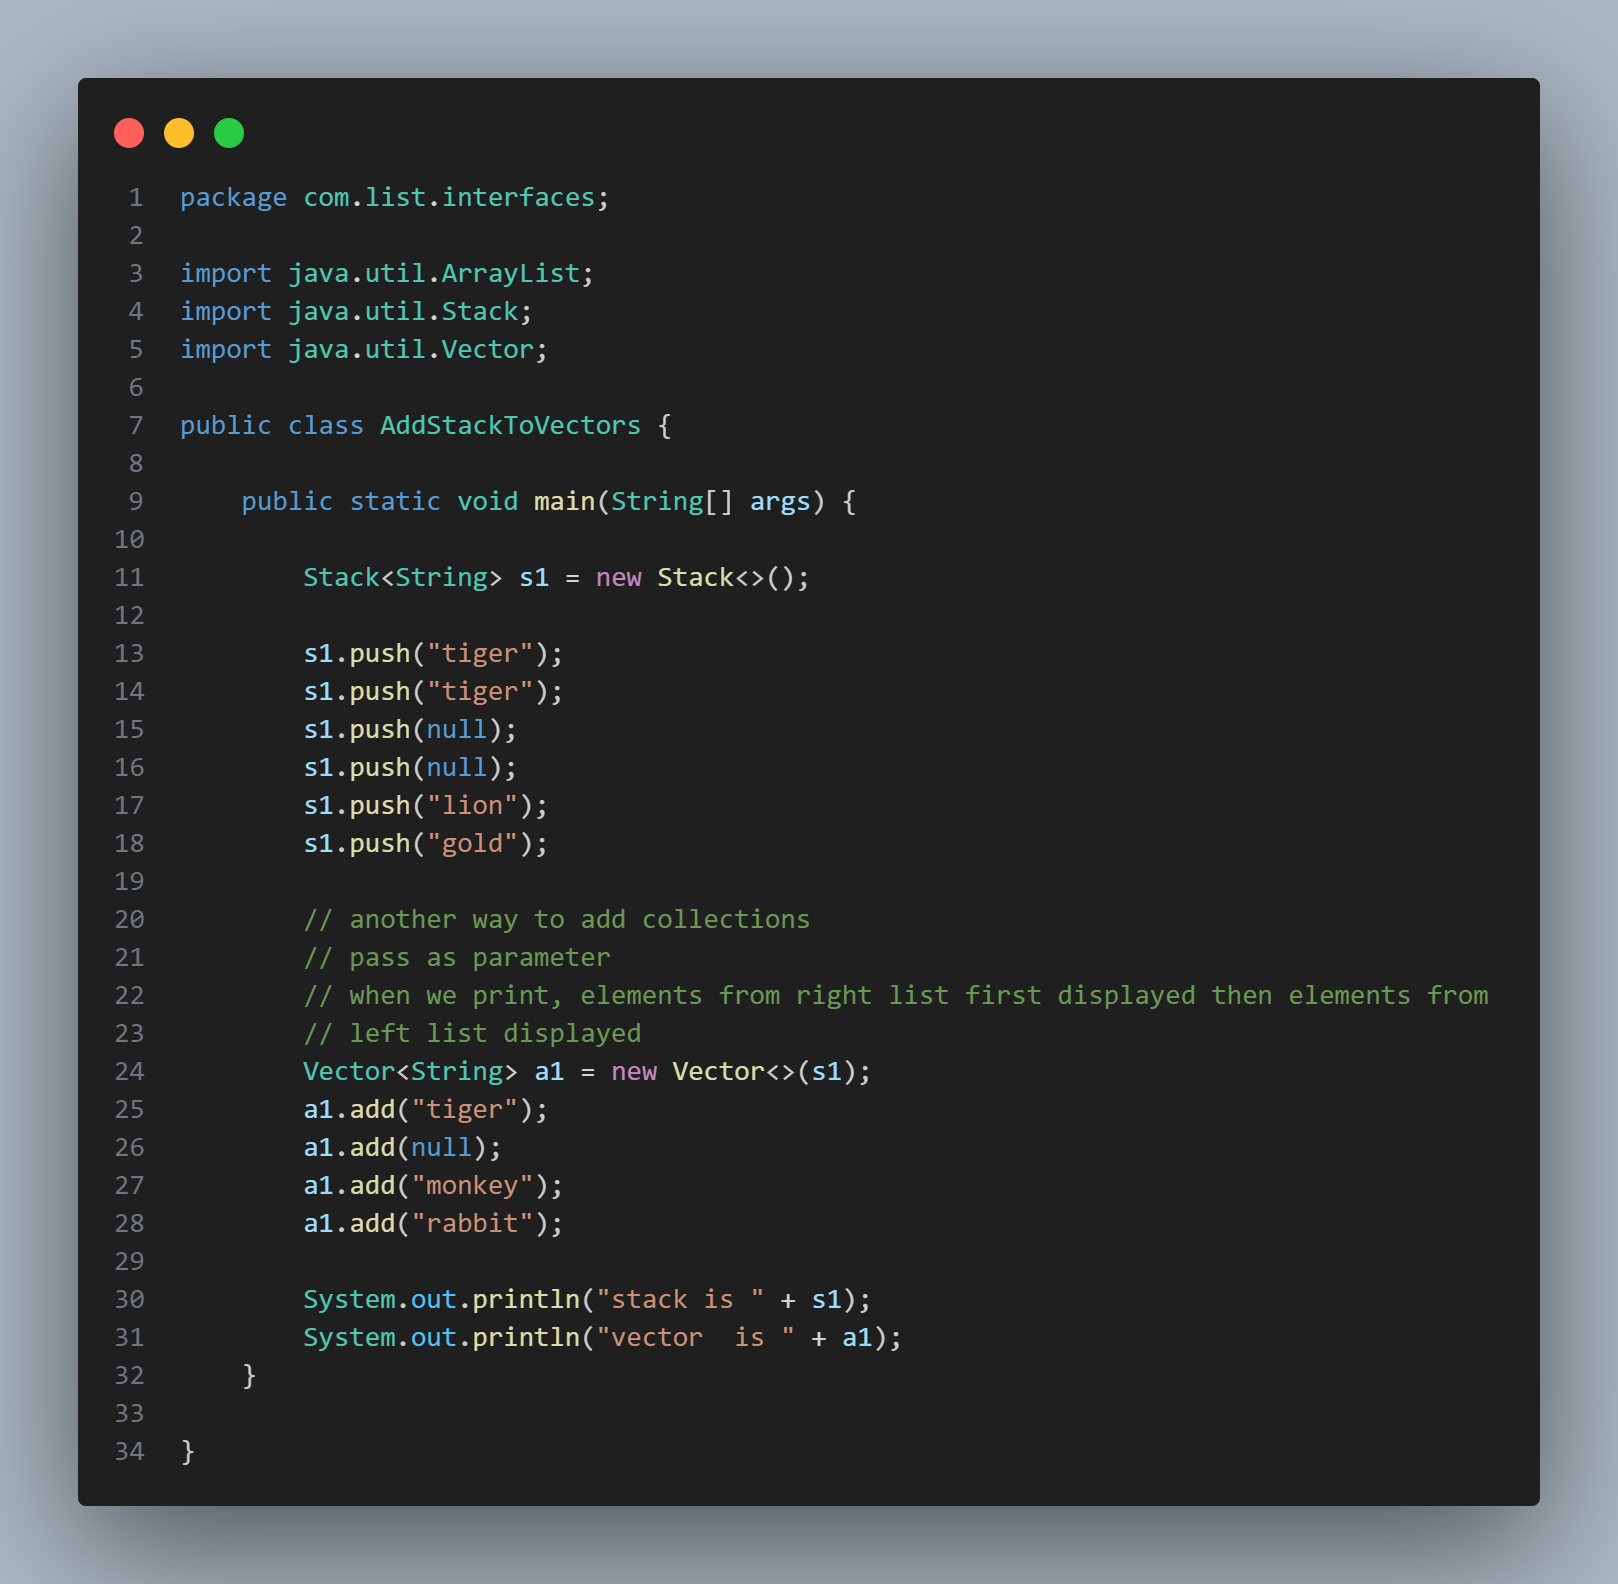 1 package com.list.interfaces;
2
3 import java.util.ArrayList;
4 import java.util.Stack;
5 import java.util.Vector;
6
7 public class AddStackToVectors {
8
9     public static void main(String[] args) {
10
11         Stack<String> s1 = new Stack<>();
12
13         s1.push("tiger");
14         s1.push("tiger");
15         s1.push(null);
16         s1.push(null);
17         s1.push("lion");
18         s1.push("gold");
19
20         // another way to add collections
21         // pass as parameter
22         // when we print, elements from right list first displayed then elements from
23         // left list displayed
24         Vector<String> a1 = new Vector<>(s1);
25         a1.add("tiger");
26         a1.add(null);
27         a1.add("monkey");
28         a1.add("rabbit");
29
30         System.out.println("stack is " + s1);
31         System.out.println("vector  is " + a1);
32     }
33
34 }